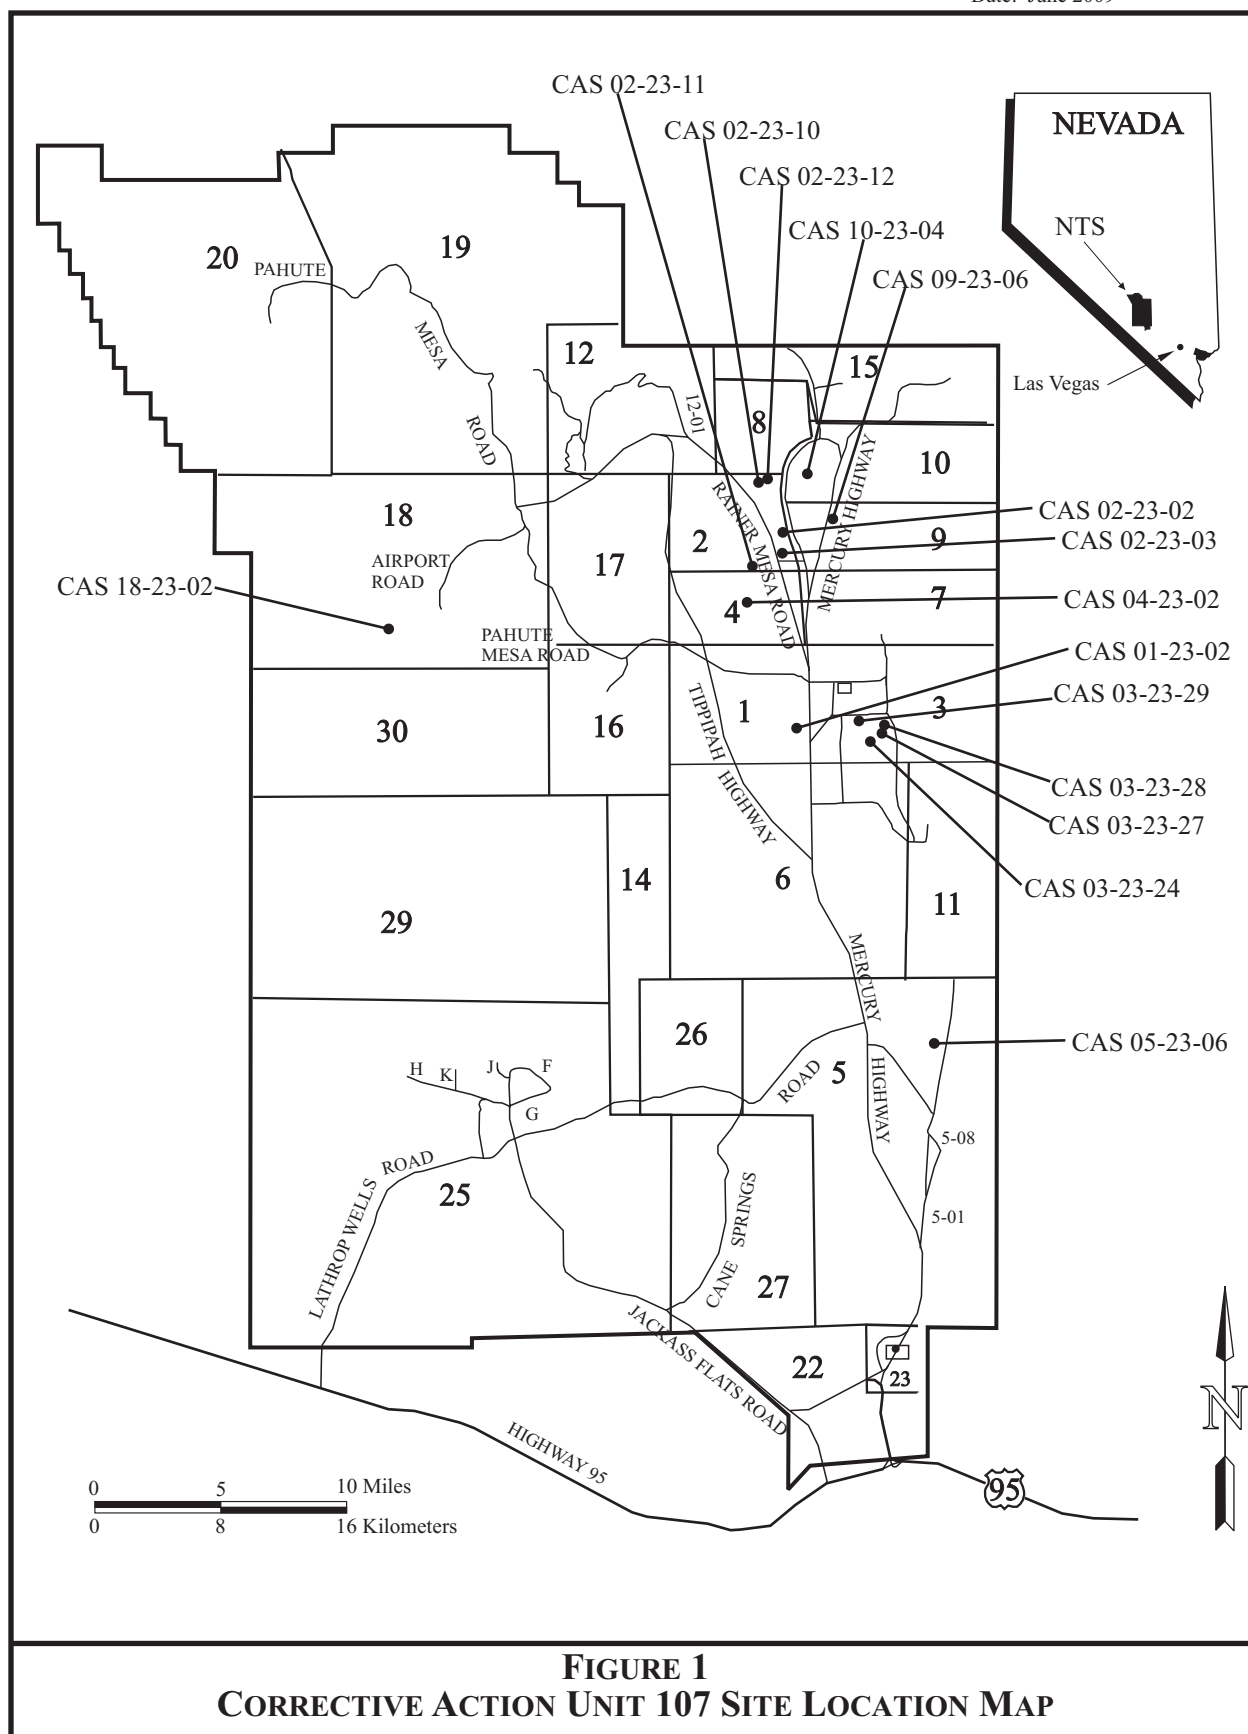 CAS 02-23-11
CAS 02-23-10
CAS 02-23-12
CAS 10-23-04
CAS 09-23-06
NEVADA
NTS
Las Vegas
20
19
PAHUTE
MESA
ROAD
12
15
12-01
8
10
18
RAINER MESA ROAD
MERCURY HIGHWAY
CAS 02-23-02
2
9
CAS 02-23-03
17
AIRPORT
ROAD
CAS 18-23-02
4
7
CAS 04-23-02
PAHUTE
MESA ROAD
CAS 01-23-02
CAS 03-23-29
TIPPIPAH HIGHWAY
30
16
1
3
CAS 03-23-28
CAS 03-23-27
14
6
CAS 03-23-24
11
29
MERCURY
HIGHWAY
26
5
CAS 05-23-06
H
K
J
F
G
ROAD
5-08
LATHROP WELLS
ROAD
25
CANE SPRINGS
5-01
27
JACKASS FLATS ROAD
22
23
N
HIGHWAY 95
95
0 5 10 Miles
0 8 16 Kilometers
FIGURE 1
CORRECTIVE ACTION UNIT 107 SITE LOCATION MAP